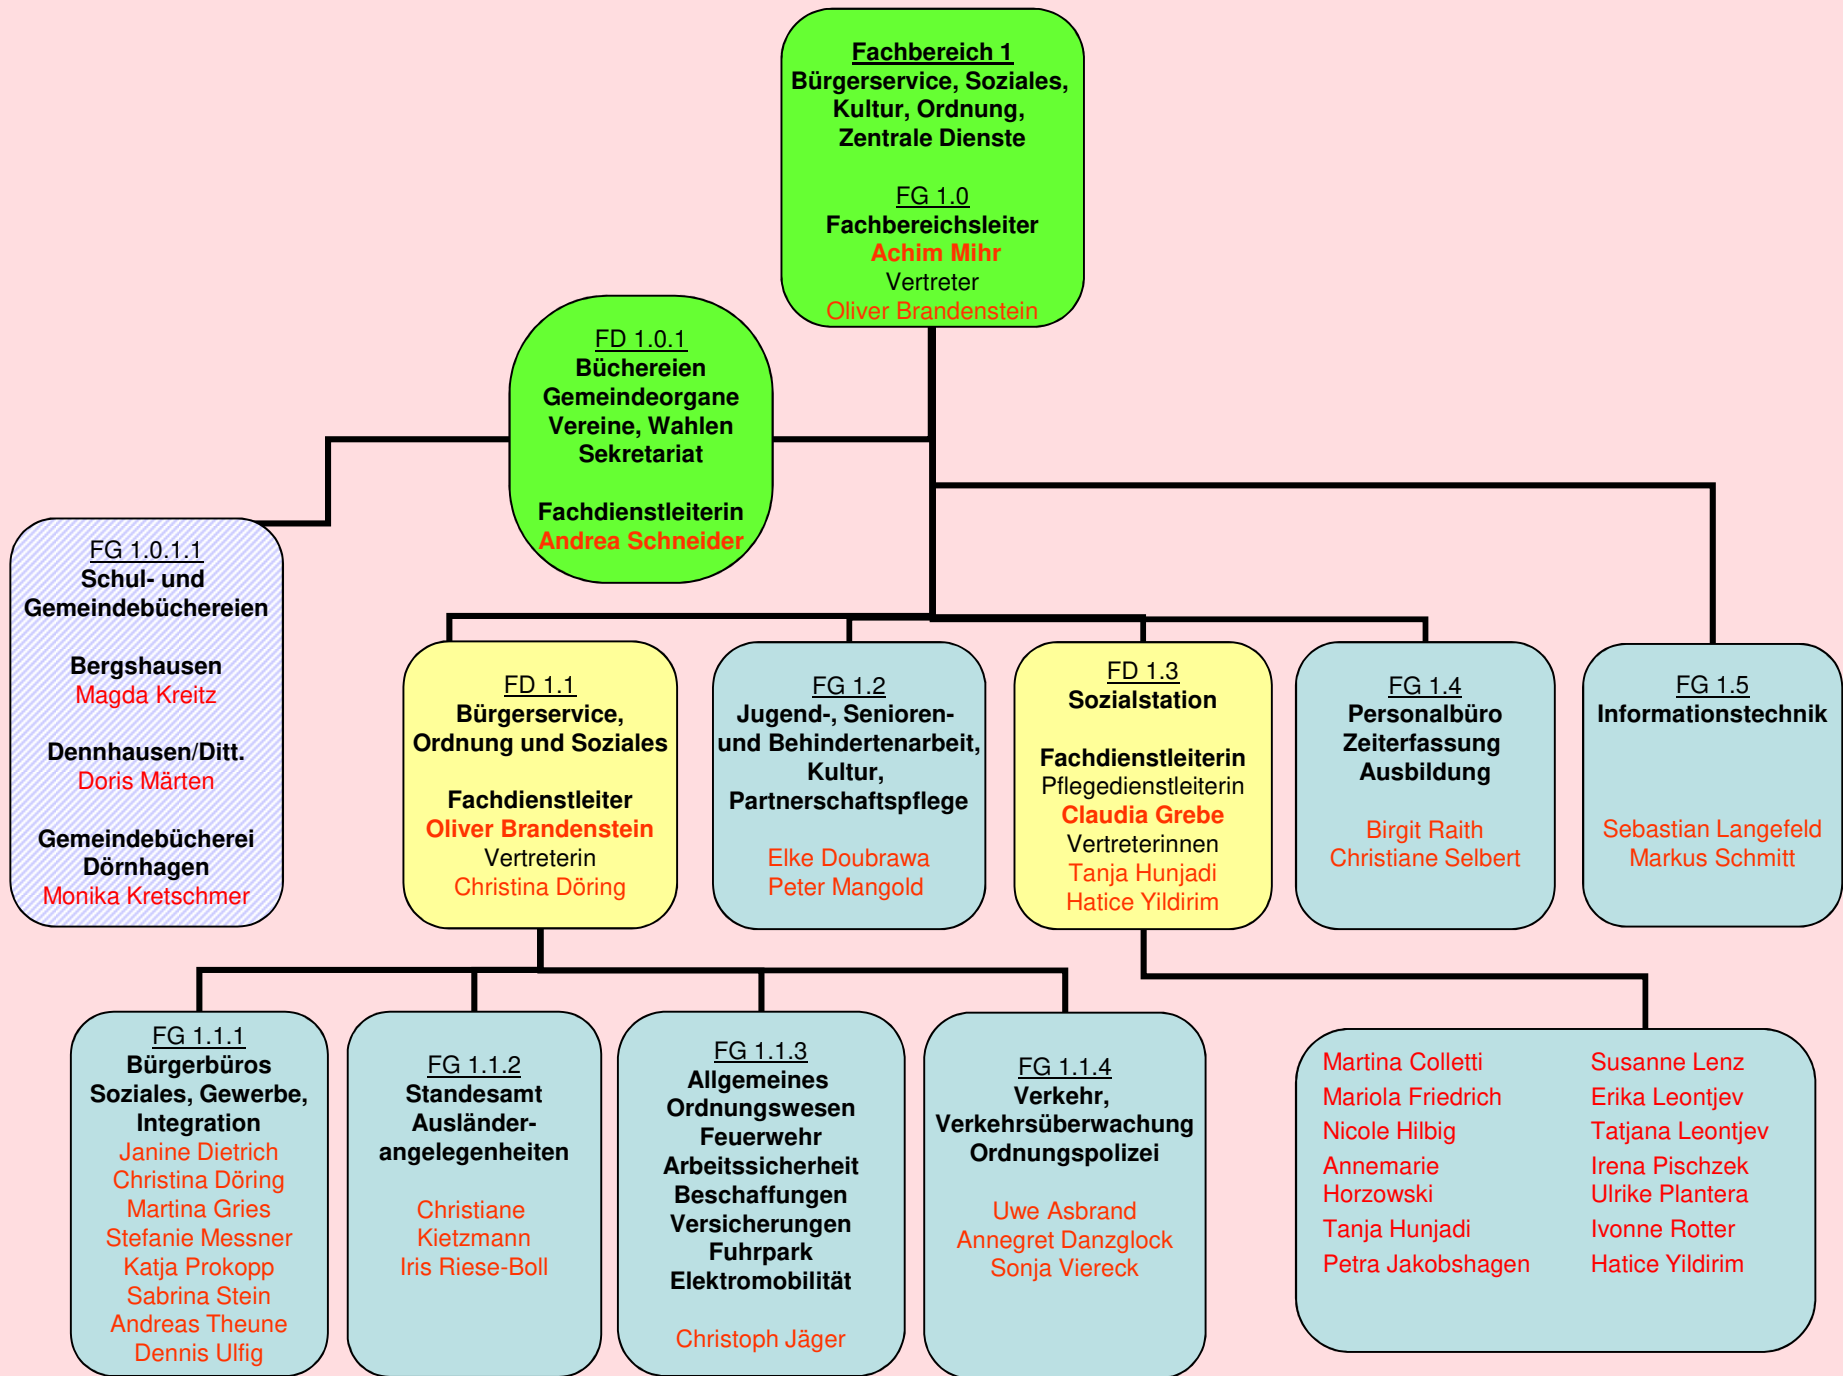 Fachbereich 1
Bürgerservice, Soziales,
Kultur, Ordnung,
Zentrale Dienste
FG 1.0
Fachbereichsleiter
Achim Mihr
Vertreter
Oliver Brandenstein
FD 1.0.1
Büchereien
Gemeindeorgane
Vereine, Wahlen
Sekretariat
Fachdienstleiterin
Andrea Schneider
FG 1.0.1.1
Schul- und
Gemeindebüchereien
Bergshausen
Magda Kreitz
Dennhausen/Ditt.
Doris Märten
Gemeindebücherei
Dörnhagen
Monika Kretschmer
FD 1.1
Bürgerservice,
Ordnung und Soziales
Fachdienstleiter
Oliver Brandenstein
Vertreterin
Christina Döring
FG 1.2
Jugend-, Senioren-
und Behindertenarbeit,
Kultur,
Partnerschaftspflege
Elke Doubrawa
Peter Mangold
FD 1.3
Sozialstation
Fachdienstleiterin
Pflegedienstleiterin
Claudia Grebe
Vertreterinnen
Tanja Hunjadi
Hatice Yildirim
FG 1.4
Personalbüro
Zeiterfassung
Ausbildung
Birgit Raith
Christiane Selbert
FG 1.5
Informationstechnik
Sebastian Langefeld
Markus Schmitt
FG 1.1.1
Bürgerbüros
Soziales, Gewerbe,
Integration
Janine Dietrich
Christina Döring
Martina Gries
Stefanie Messner
Katja Prokopp
Sabrina Stein
Andreas Theune
Dennis Ulfig
FG 1.1.2
Standesamt
Ausländer-
angelegenheiten
Christiane
Kietzmann
Iris Riese-Boll
FG 1.1.3
Allgemeines
Ordnungswesen
Feuerwehr
Arbeitssicherheit
Beschaffungen
Versicherungen
Fuhrpark
Elektromobilität
Christoph Jäger
FG 1.1.4
Verkehr,
Verkehrsüberwachung
Ordnungspolizei
Uwe Asbrand
Annegret Danzglock
Sonja Viereck
Martina Colletti
Mariola Friedrich
Nicole Hilbig
Annemarie
Horzowski
Tanja Hunjadi
Petra Jakobshagen
Susanne Lenz
Erika Leontjev
Tatjana Leontjev
Irena Pischzek
Ulrike Plantera
Ivonne Rotter
Hatice Yildirim